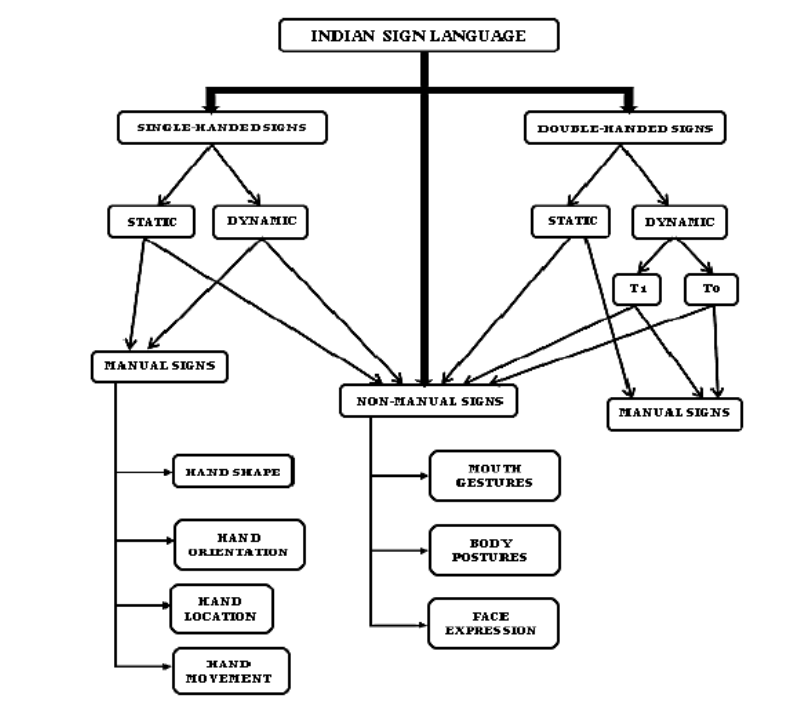 INDIAN SIGN LANGUAGE
SINGLE-HANDED SIGNS
DOUBLE-HANDED SIGNS
STATIC
DYNAMIC
STATIC
DYNAMIC
T1
T0
MANUAL SIGNS
NON-MANUAL SIGNS
MANUAL SIGNS
HAND SHAPE
HAND
ORIENTATION
HAND
LOCATION
HAND
MOVEMENT
MOUTH
GESTURES
BODY
POSTURES
FACE
EXPRESSION